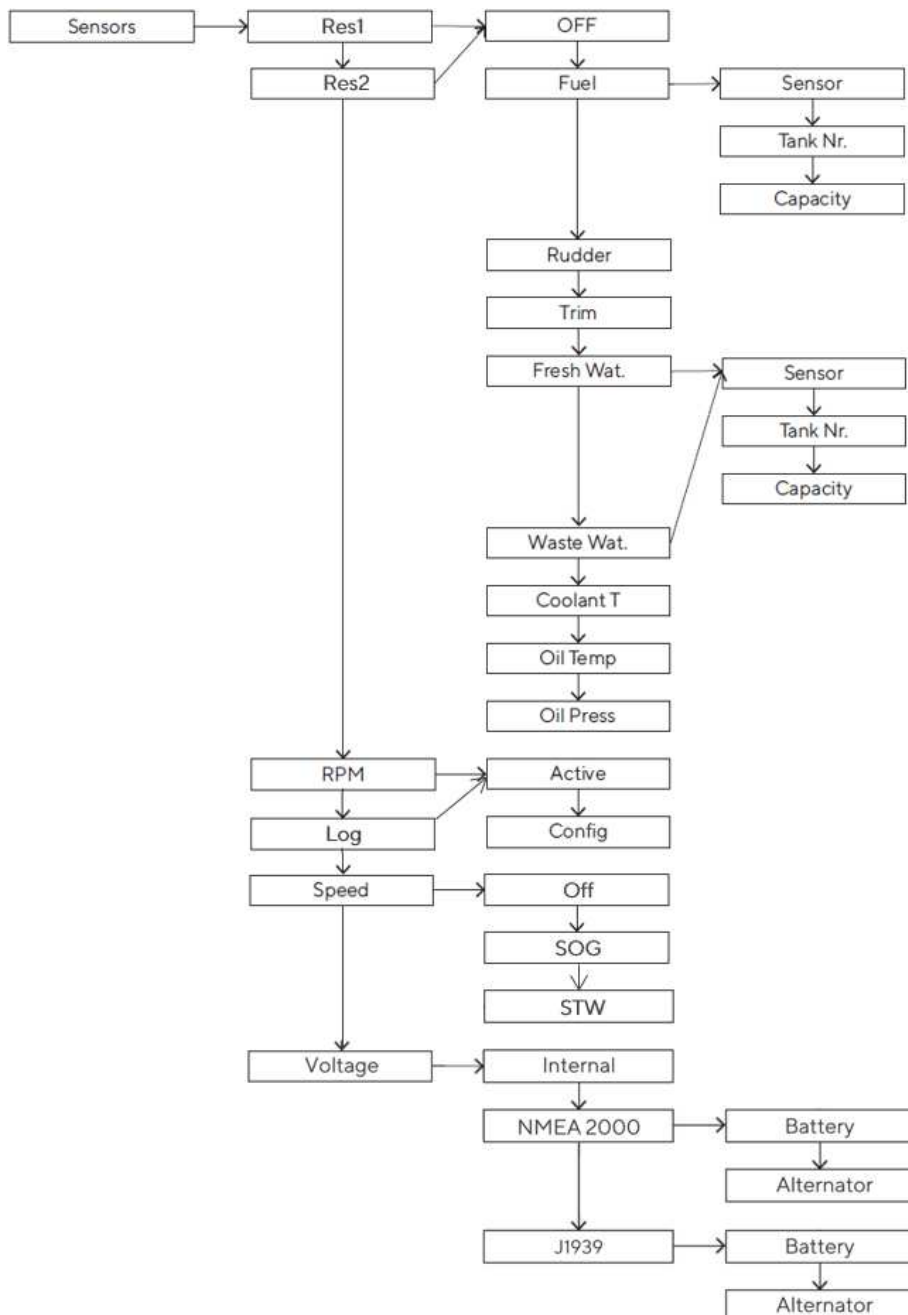 Sensors
Res1
OFF
Res2
Fuel
Sensor
Tank Nr.
Capacity
Rudder
Trim
Fresh Wat.
Sensor
Tank Nr.
Capacity
Waste Wat.
Coolant T
Oil Temp
Oil Press
RPM
Active
Log
Config
Speed
Off
SOG
STW
Voltage
Internal
NMEA 2000
Battery
Alternator
J1939
Battery
Alternator